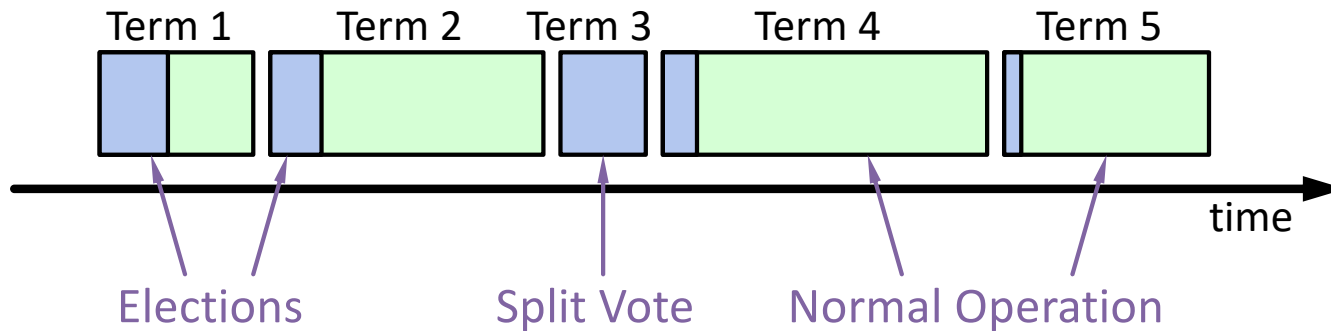 Term 1 Term 2 Term 3 Term 4 Term 5
time
Elections Split Vote Normal Operation